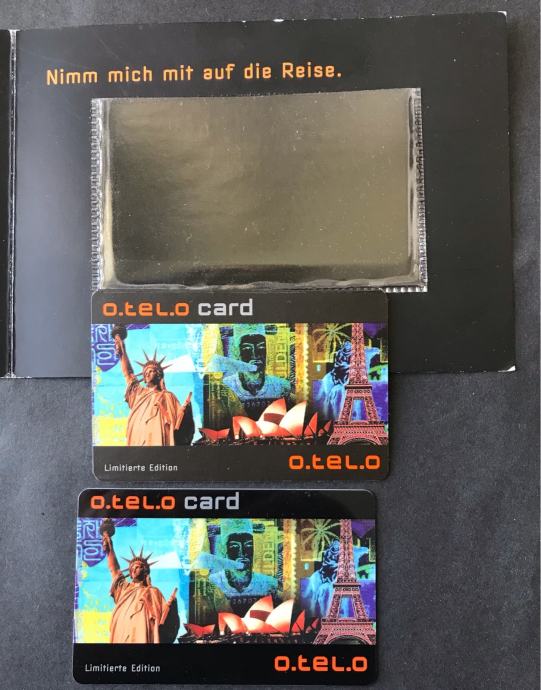 Nimm mich mit auf die Reise.
o.tel.o card
Limitierte Edition
o.tel.o
o.tel.o card
Limitierte Edition
o.tel.o